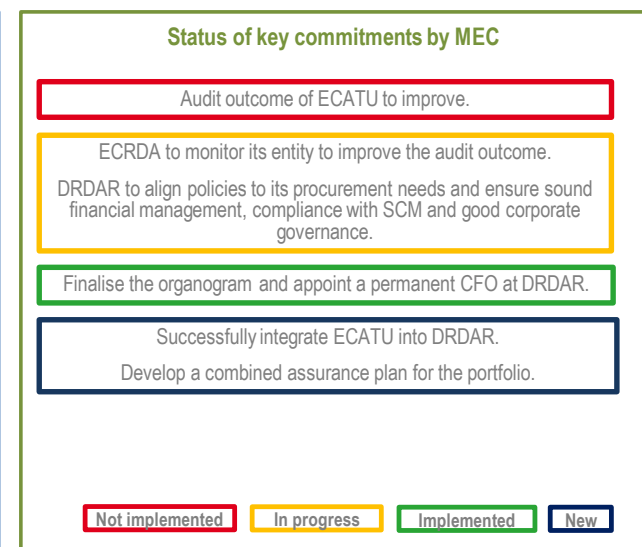 Status of key commitments by MEC
Audit outcome of ECATU to improve.
ECRDA to monitor its entity to improve the audit outcome.
DRDAR to align policies to its procurement needs and ensure sound
financial management, compliance with SCM and good corporate
governance.
Finalise the organogram and appoint a permanent CFO at DRDAR.
Successfully integrate ECATU into DRDAR.
Develop a combined assurance plan for the portfolio.
Not implemented In progress Implemented New